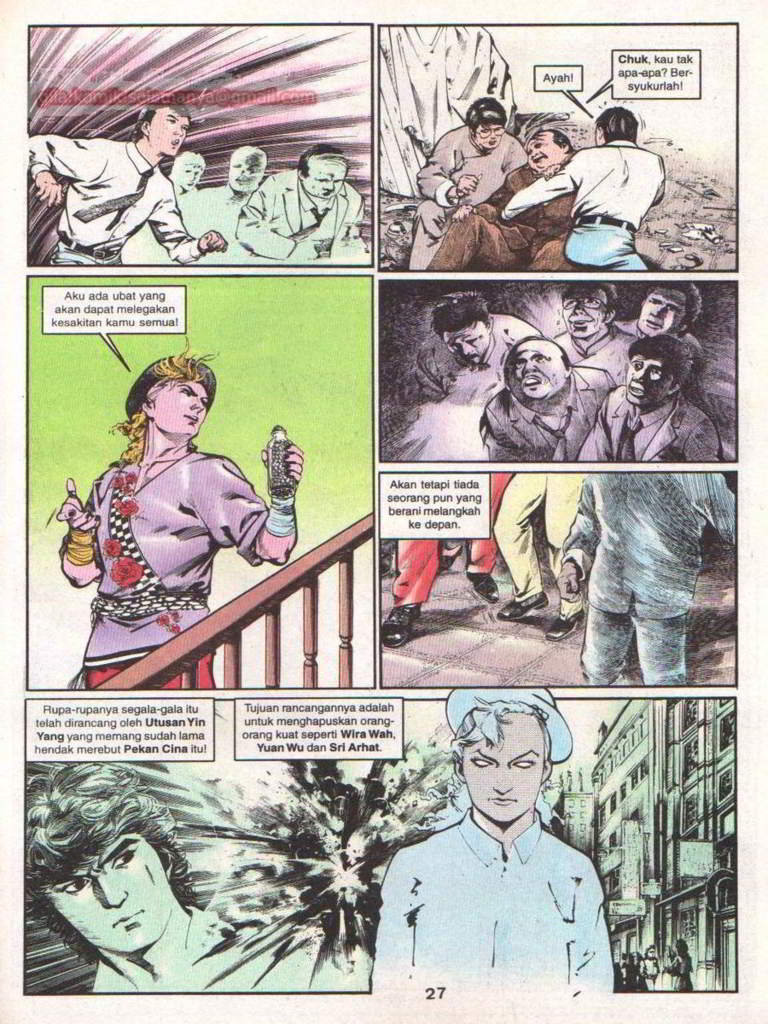 Ayah!
Chuk, kau tak
apa-apa? Ber-
syukurlah!
Aku ada ubat yang
akan dapat melegakan
kesakitan kamu semua!
Akan tetapi tiada
seorang pun yang
berani melangkah
ke depan.
Rupa-rupanya segala-gala itu
telah dirancang oleh Utusan Yin
Yang yang memang sudah lama
hendak merebut Pekan Cina itu!
Tujuan rancangannya adalah
untuk menghapuskan orang-
orang kuat seperti Wira Wah,
Yuan Wu dan Sri Arhat.
27